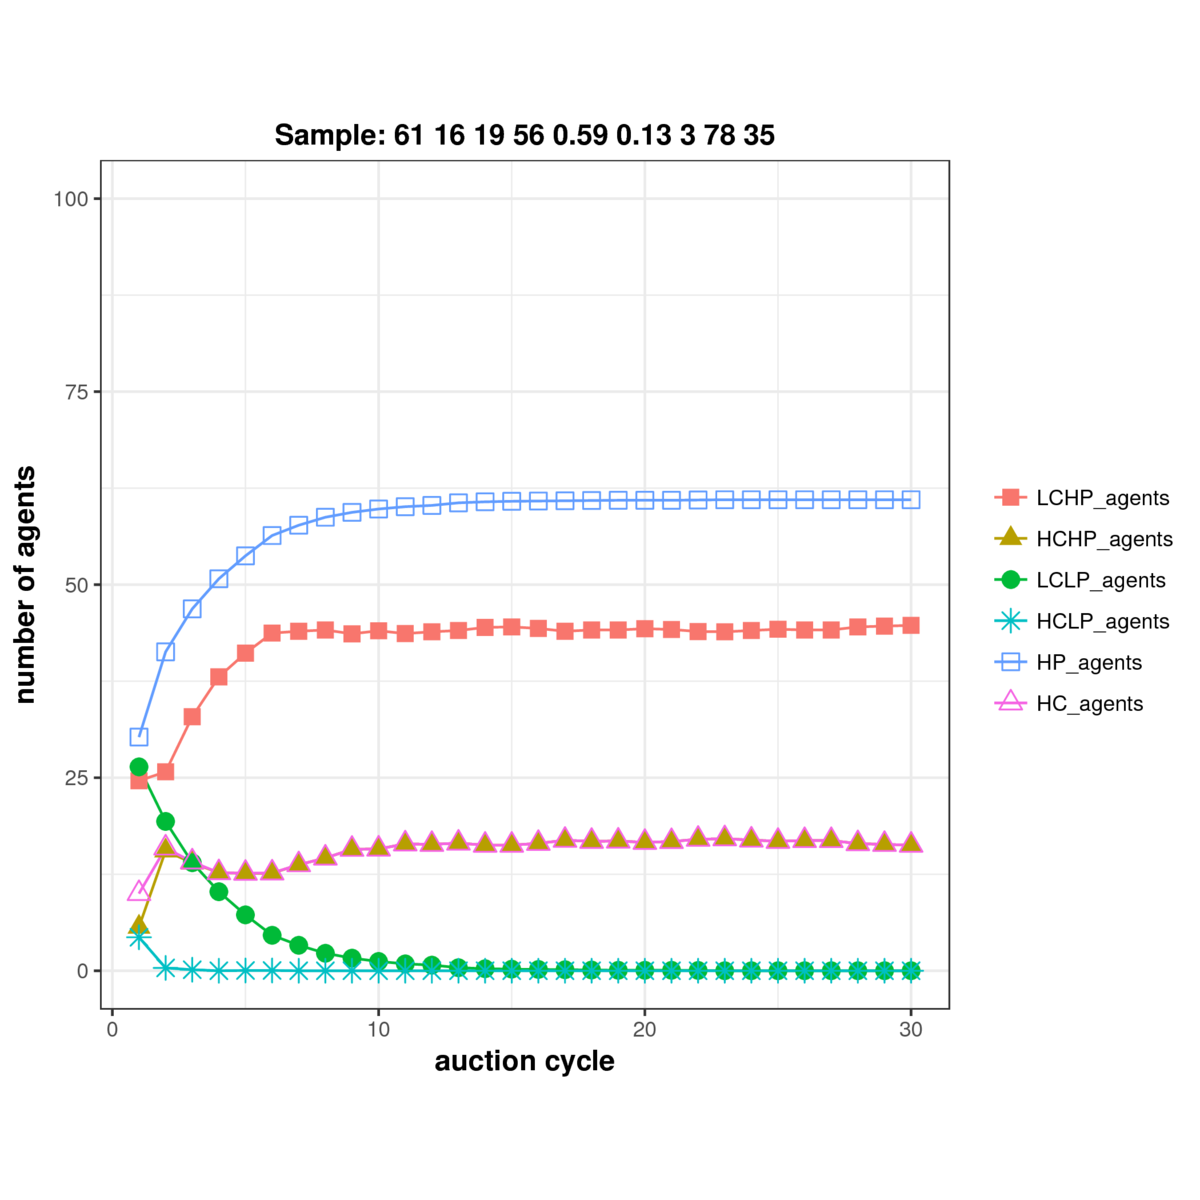 Sample: 61 16 19 56 0.59 0.13 3 78 35
100
75
50
25
0
number of agents
0 10 20 30
auction cycle
LCHP_agents
HCHP_agents
LCLP_agents
HCLP_agents
HP_agents
HC_agents